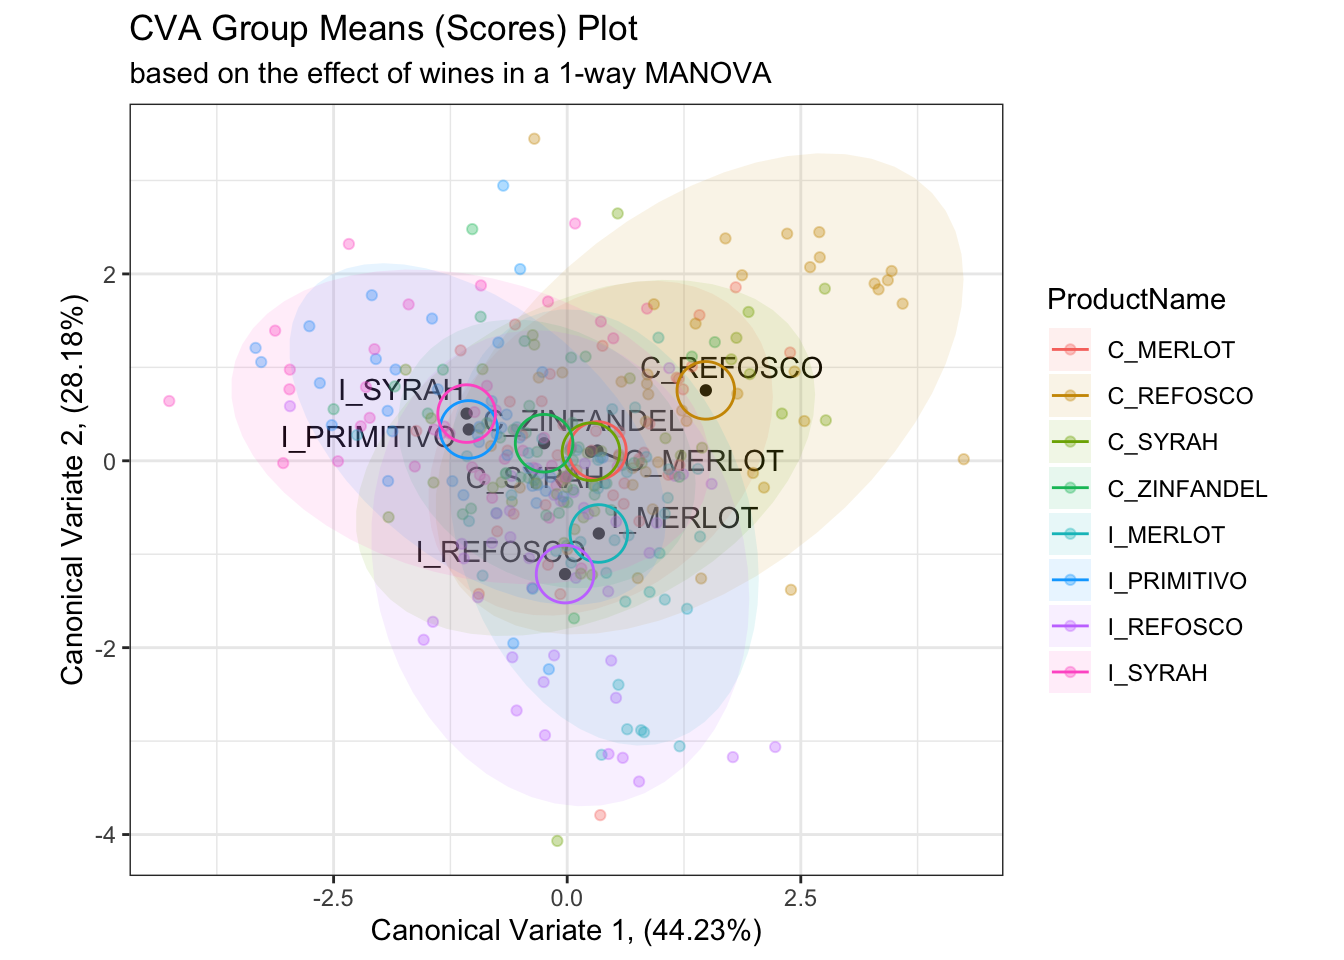 CVA Group Means (Scores) Plot
based on the effect of wines in a 1-way MANOVA
Canonical Variate 2, (28.18%)
2
0
-2
-4
C_REFOSCO
I_SYRAH
C_ZINFANDEL
I_PRIMITIVO
C_MERLOT
C_SYRAH
I_MERLOT
I_REFOSCO
-2.5
0.0
2.5
Canonical Variate 1, (44.23%)
ProductName
C_MERLOT
C_REFOSCO
C_SYRAH
C_ZINFANDEL
I_MERLOT
I_PRIMITIVO
I_REFOSCO
I_SYRAH